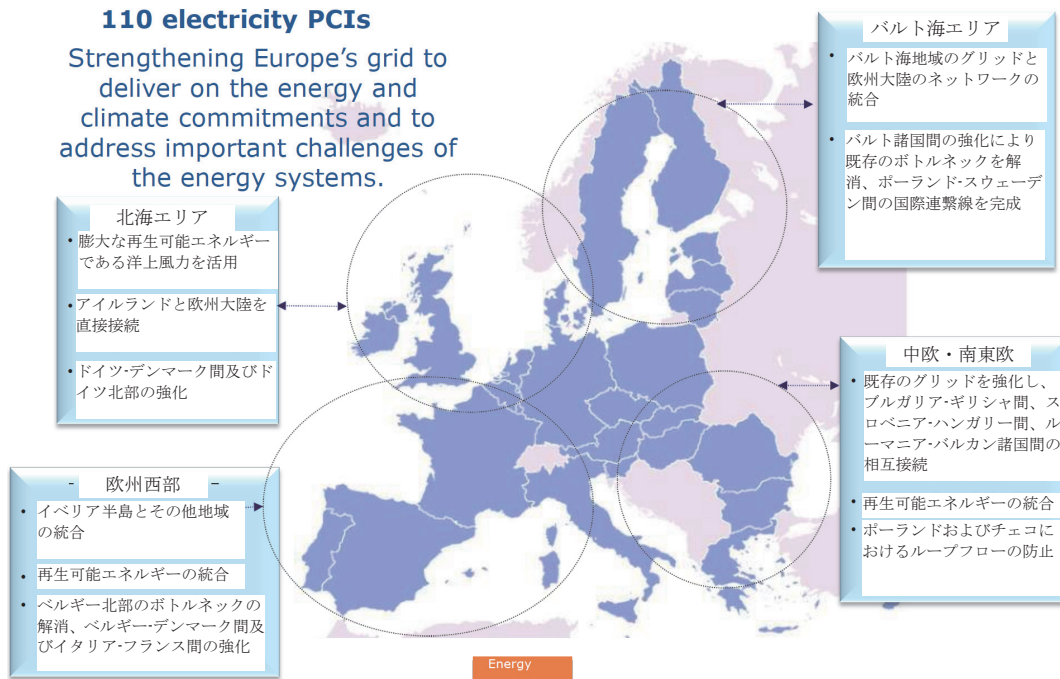 110 electricity PCIs
Strengthening Europe's grid to
deliver on the energy and
climate commitments and to
address important challenges of
the energy systems.
北海エリア
• 膨大な再生可能エネルギー
である洋上風力を活用
• アイルランドと欧州大陸を
直接接続
• ドイツ-デンマーク間及びド
イツ北部の強化
- 欧州西部 -
• イベリア半島とその他地域
の統合
• 再生可能エネルギーの統合
• ベルギー北部のボトルネックの
解消、ベルギー-デンマーク間及
びイタリア-フランス間の強化
バルト海エリア
• バルト海地域のグリッドと
欧州大陸のネットワークの
統合
• バルト諸国間の強化により
既存のボトルネックを解
消、ポーランド-スウェーデ
ン間の国際連繋線を完成
中欧・南東欧
• 既存のグリッドを強化し、
ブルガリア-ギリシャ間、ス
ロベニア-ハンガリー間、ル
ーマニア-バルカン諸国間の
相互接続
• 再生可能エネルギーの統合
• ポーランドおよびチェコに
おけるループフローの防止
Energy